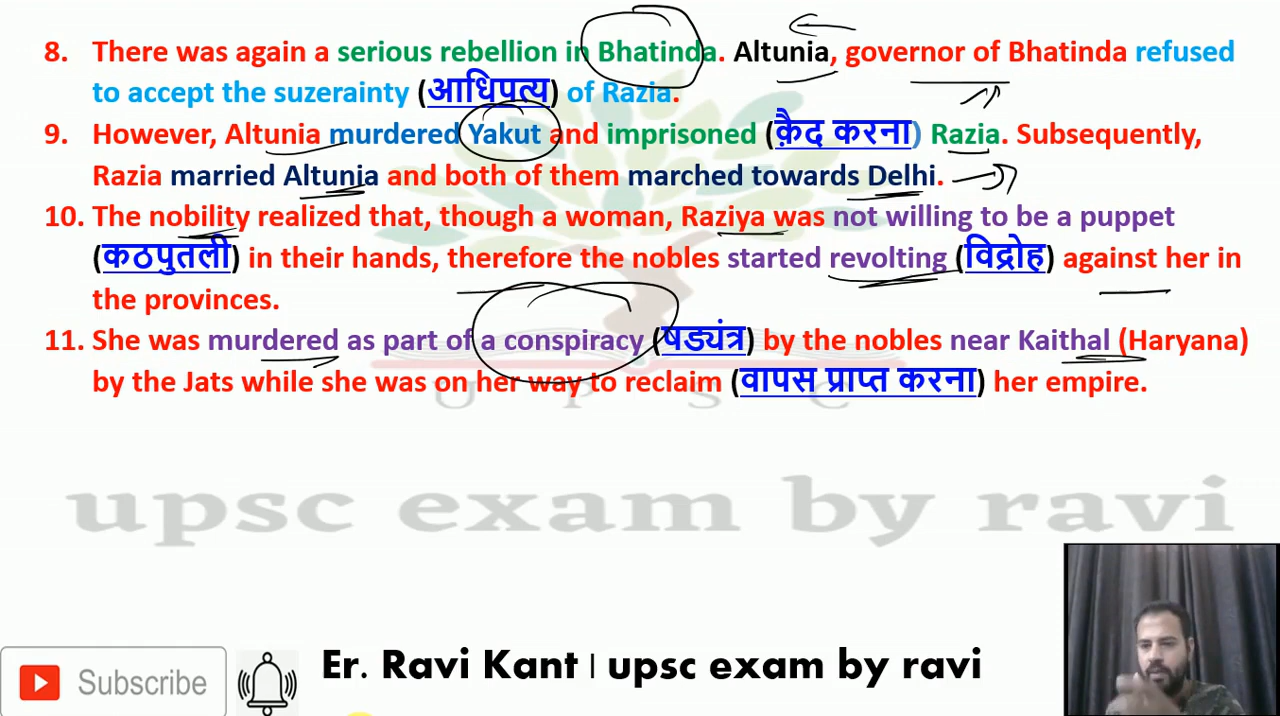 8. There was again a serious rebellion in Bhatinda. Altunia, governor of Bhatinda refused
to accept the suzerainty (आधिपत्य) of Razia.
9. However, Altunia murdered Yakut and imprisoned (क़ैद करना) Razia. Subsequently,
Razia married Altunia and both of them marched towards Delhi.
10. The nobility realized that, though a woman, Raziya was not willing to be a puppet
(कठपुतली) in their hands, therefore the nobles started revolting (विद्रोह) against her in
the provinces.
11. She was murdered as part of a conspiracy (षड्यंत्र) by the nobles near Kaithal (Haryana)
by the Jats while she was on her way to reclaim (वापस प्राप्त करना) her empire.
UPSC
upsc exam by ravi
Subscribe
Er. Ravi Kant | upsc exam by ravi